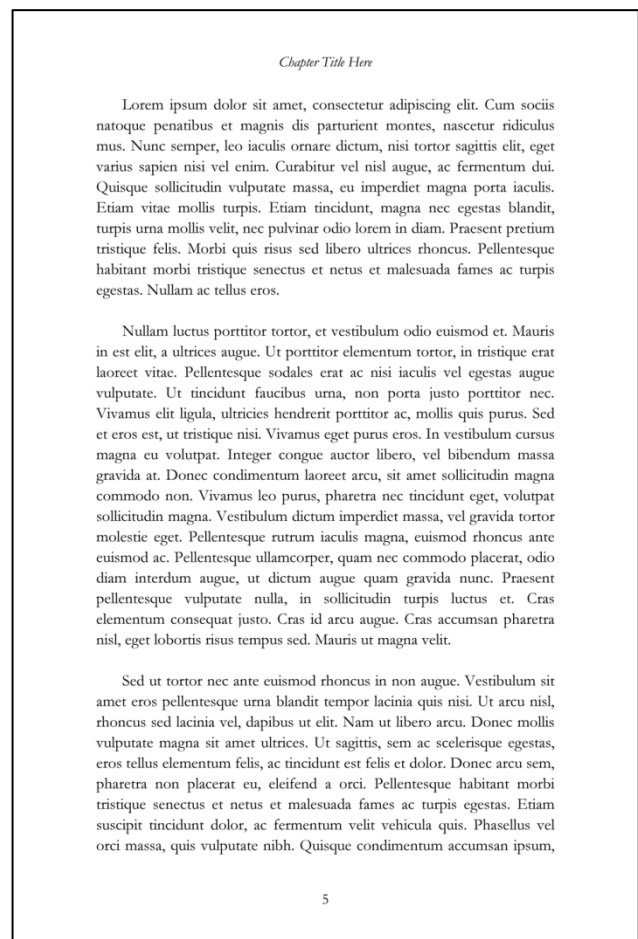 Chapter Title Here
Lorem ipsum dolor sit amet, consectetur adipiscing elit. Cum sociis
natoque penatibus et magnis dis parturient montes, nascetur ridiculus
mus. Nunc semper, leo iaculis ornare dictum, nisi tortor sagittis elit, eget
varius sapien nisi vel enim. Curabitur vel nisl augue, ac fermentum dui.
Quisque sollicitudin vulputate massa, eu imperdiet magna porta iaculis.
Etiam vitae mollis turpis. Etiam tincidunt, magna nec egestas blandit,
turpis urna mollis velit, nec pulvinar odio lorem in diam. Praesent pretium
tristique felis. Morbi quis risus sed libero ultrices rhoncus. Pellentesque
habitant morbi tristique senectus et netus et malesuada fames ac turpis
egestas. Nullam ac tellus eros.
Nullam luctus porttitor tortor, et vestibulum odio euismod et. Mauris
in est elit, a ultrices augue. Ut porttitor elementum tortor, in tristique erat
laoreet vitae. Pellentesque sodales erat ac nisi iaculis vel egestas augue
vulputate. Ut tincidunt faucibus urna, non porta justo porttitor nec.
Vivamus elit ligula, ultricies hendrerit porttitor ac, mollis quis purus. Sed
et eros est, ut tristique nisi. Vivamus eget purus eros. In vestibulum cursus
magna eu volutpat. Integer congue auctor libero, vel bibendum massa
gravida at. Donec condimentum laoreet arcu, sit amet sollicitudin magna
commodo non. Vivamus leo purus, pharetra nec tincidunt eget, volutpat
sollicitudin magna. Vestibulum dictum imperdiet massa, vel gravida tortor
molestie eget. Pellentesque rutrum iaculis magna, euismod rhoncus ante
euismod ac. Pellentesque ullamcorper, quam nec commodo placerat, odio
diam interdum augue, ut dictum augue quam gravida nunc. Praesent
pellentesque vulputate nulla, in sollicitudin turpis luctus et. Cras
elementum consequat justo. Cras id arcu augue. Cras accumsan pharetra
nisl, eget lobortis risus tempus sed. Mauris ut magna velit.
Sed ut tortor nec ante euismod rhoncus in non augue. Vestibulum sit
amet eros pellentesque urna blandit tempor lacinia quis nisi. Ut arcu nisl,
rhoncus sed lacinia vel, dapibus ut elit. Nam ut libero arcu. Donec mollis
vulputate magna sit amet ultrices. Ut sagittis, sem ac scelerisque egestas,
eros tellus elementum felis, ac tincidunt est felis et dolor. Donec arcu sem,
pharetra non placerat eu, eleifend a orci. Pellentesque habitant morbi
tristique senectus et netus et malesuada fames ac turpis egestas. Etiam
suscipit tincidunt dolor, ac fermentum velit vehicula quis. Phasellus vel
orci massa, quis vulputate nibh. Quisque condimentum accumsan ipsum,
5